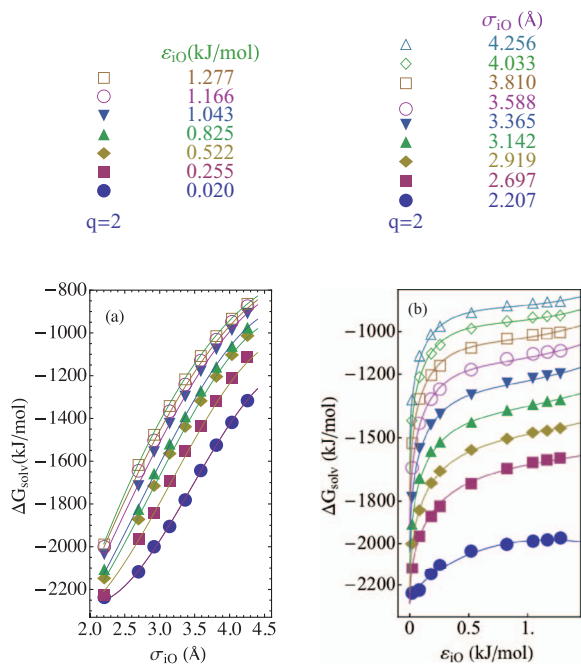 ε_iO(kJ/mol)
1.277
1.166
1.043
0.825
0.522
0.255
0.020
q=2
σ_iO (Å)
4.256
4.033
3.810
3.588
3.365
3.142
2.919
2.697
2.207
q=2
(a)
ΔG_solv(kJ/mol)
−800
−1000
−1200
−1400
−1600
−1800
−2000
−2200
2.0 2.5 3.0 3.5 4.0 4.5
σ_iO (Å)
(b)
ΔG_solv (kJ/mol)
−1000
−1200
−1500
−1800
−2000
−2200
0 0.5 1.
ε_iO (kJ/mol)